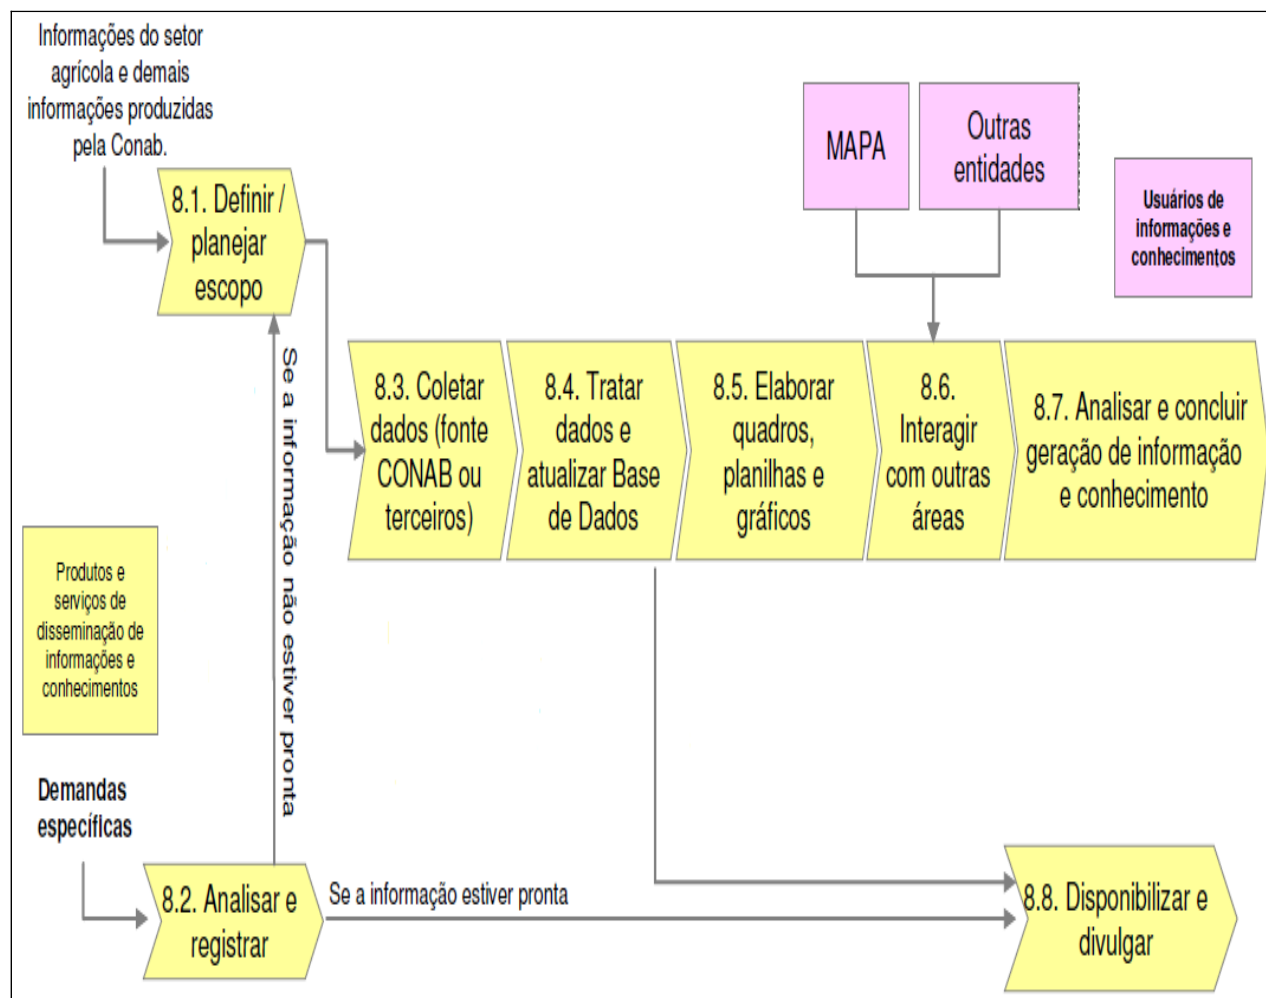 Informações do setor
agrícola e demais
informações produzidas
pela Conab.
8.1. Definir /
planejar
escopo
MAPA
Outras
entidades
Usuários de
informações e
conhecimentos
Se a informação não estiver pronta
8.3. Coletar
dados (fonte
CONAB ou
terceiros)
8.4. Tratar
dados e
atualizar Base
de Dados
8.5. Elaborar
quadros,
planilhas e
gráficos
8.6.
Interagir
com outras
áreas
8.7. Analisar e concluir
geração de informação
e conhecimento
Produtos e
serviços de
disseminação de
informações e
conhecimentos
Demandas
específicas
8.2. Analisar e
registrar
Se a informação estiver pronta
8.8. Disponibilizar e
divulgar